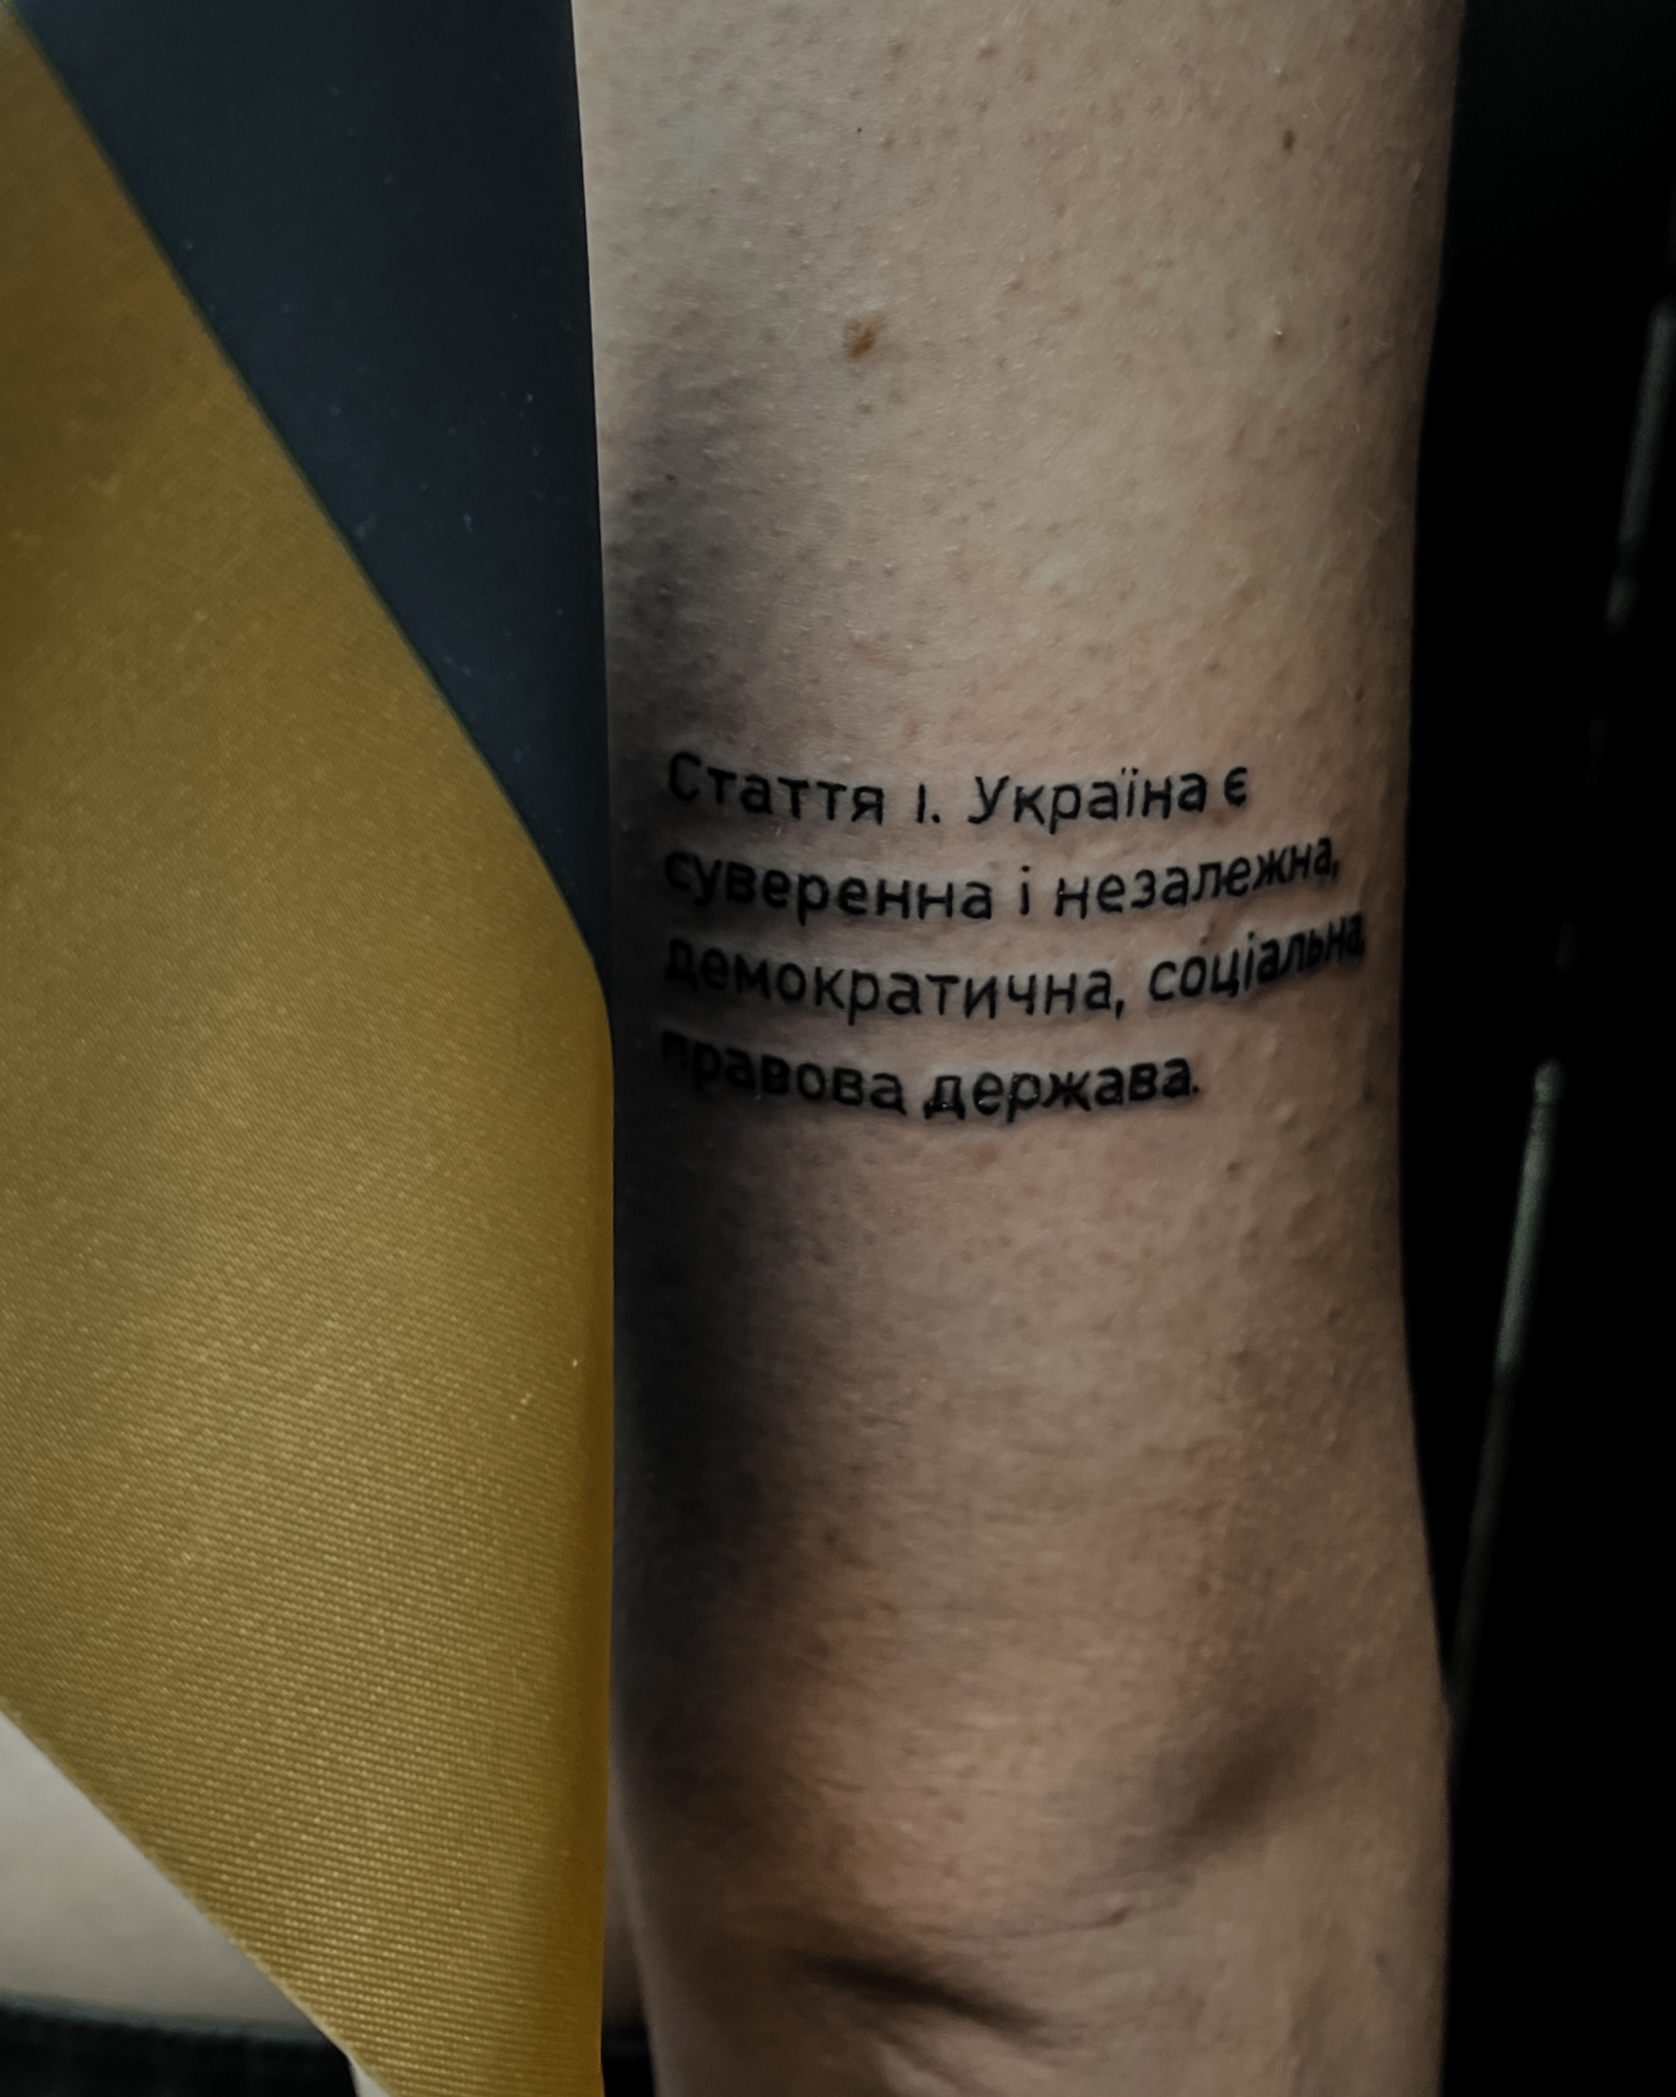 Стаття 1. Україна є
суверенна і незалежна,
демократична, соціальна,
правова держава.